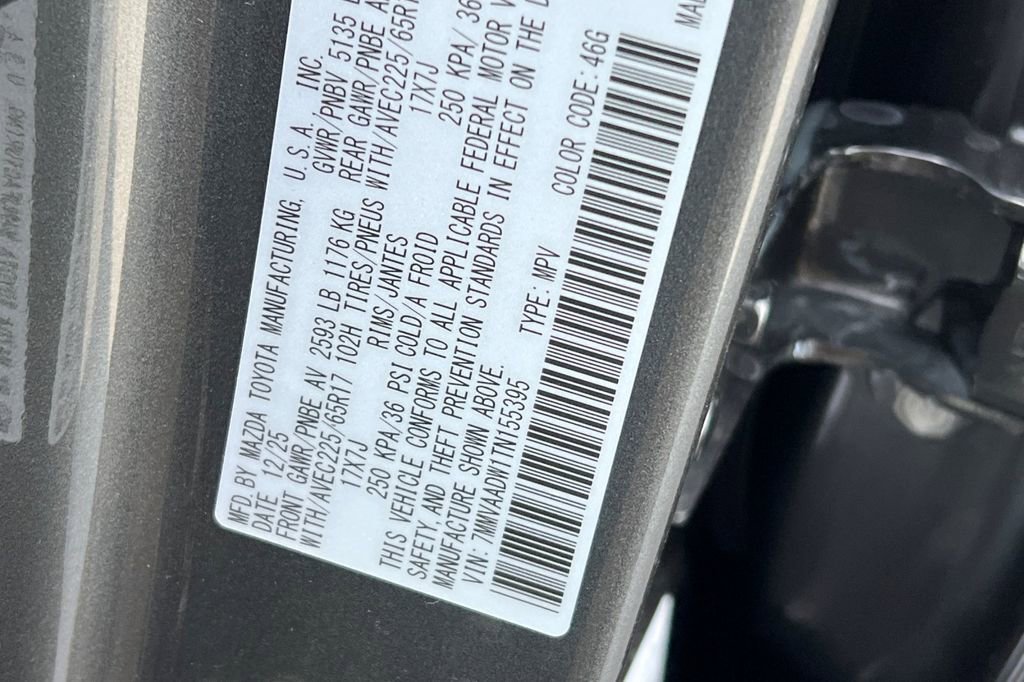 MFD. BY MAZDA TOYOTA MANUFACTURING, U. S. A. INC.
DATE 12/25 GVWR/PNBV 5135
FRONT GAWR/PNBE AV 2593 LB 1176 KG REAR GAWR/PNBE
WITH/AVEC225/65R17 102H TIRES/PNEUS WITH/AVEC225/65R1
17X7J RIMS/JANTES 17X7J
250 KPA/36 PSI COLD/A FROID 250 KPA/ 36
THIS VEHICLE CONFORMS TO ALL APPLICABLE FEDERAL MOTOR V
SAFETY, AND THEFT PREVENTION STANDARDS IN EFFECT ON THE D
MANUFACTURE SHOWN ABOVE.
VIN: 7MMVAADW1TN155395 TYPE: MPV COLOR CODE: 46G